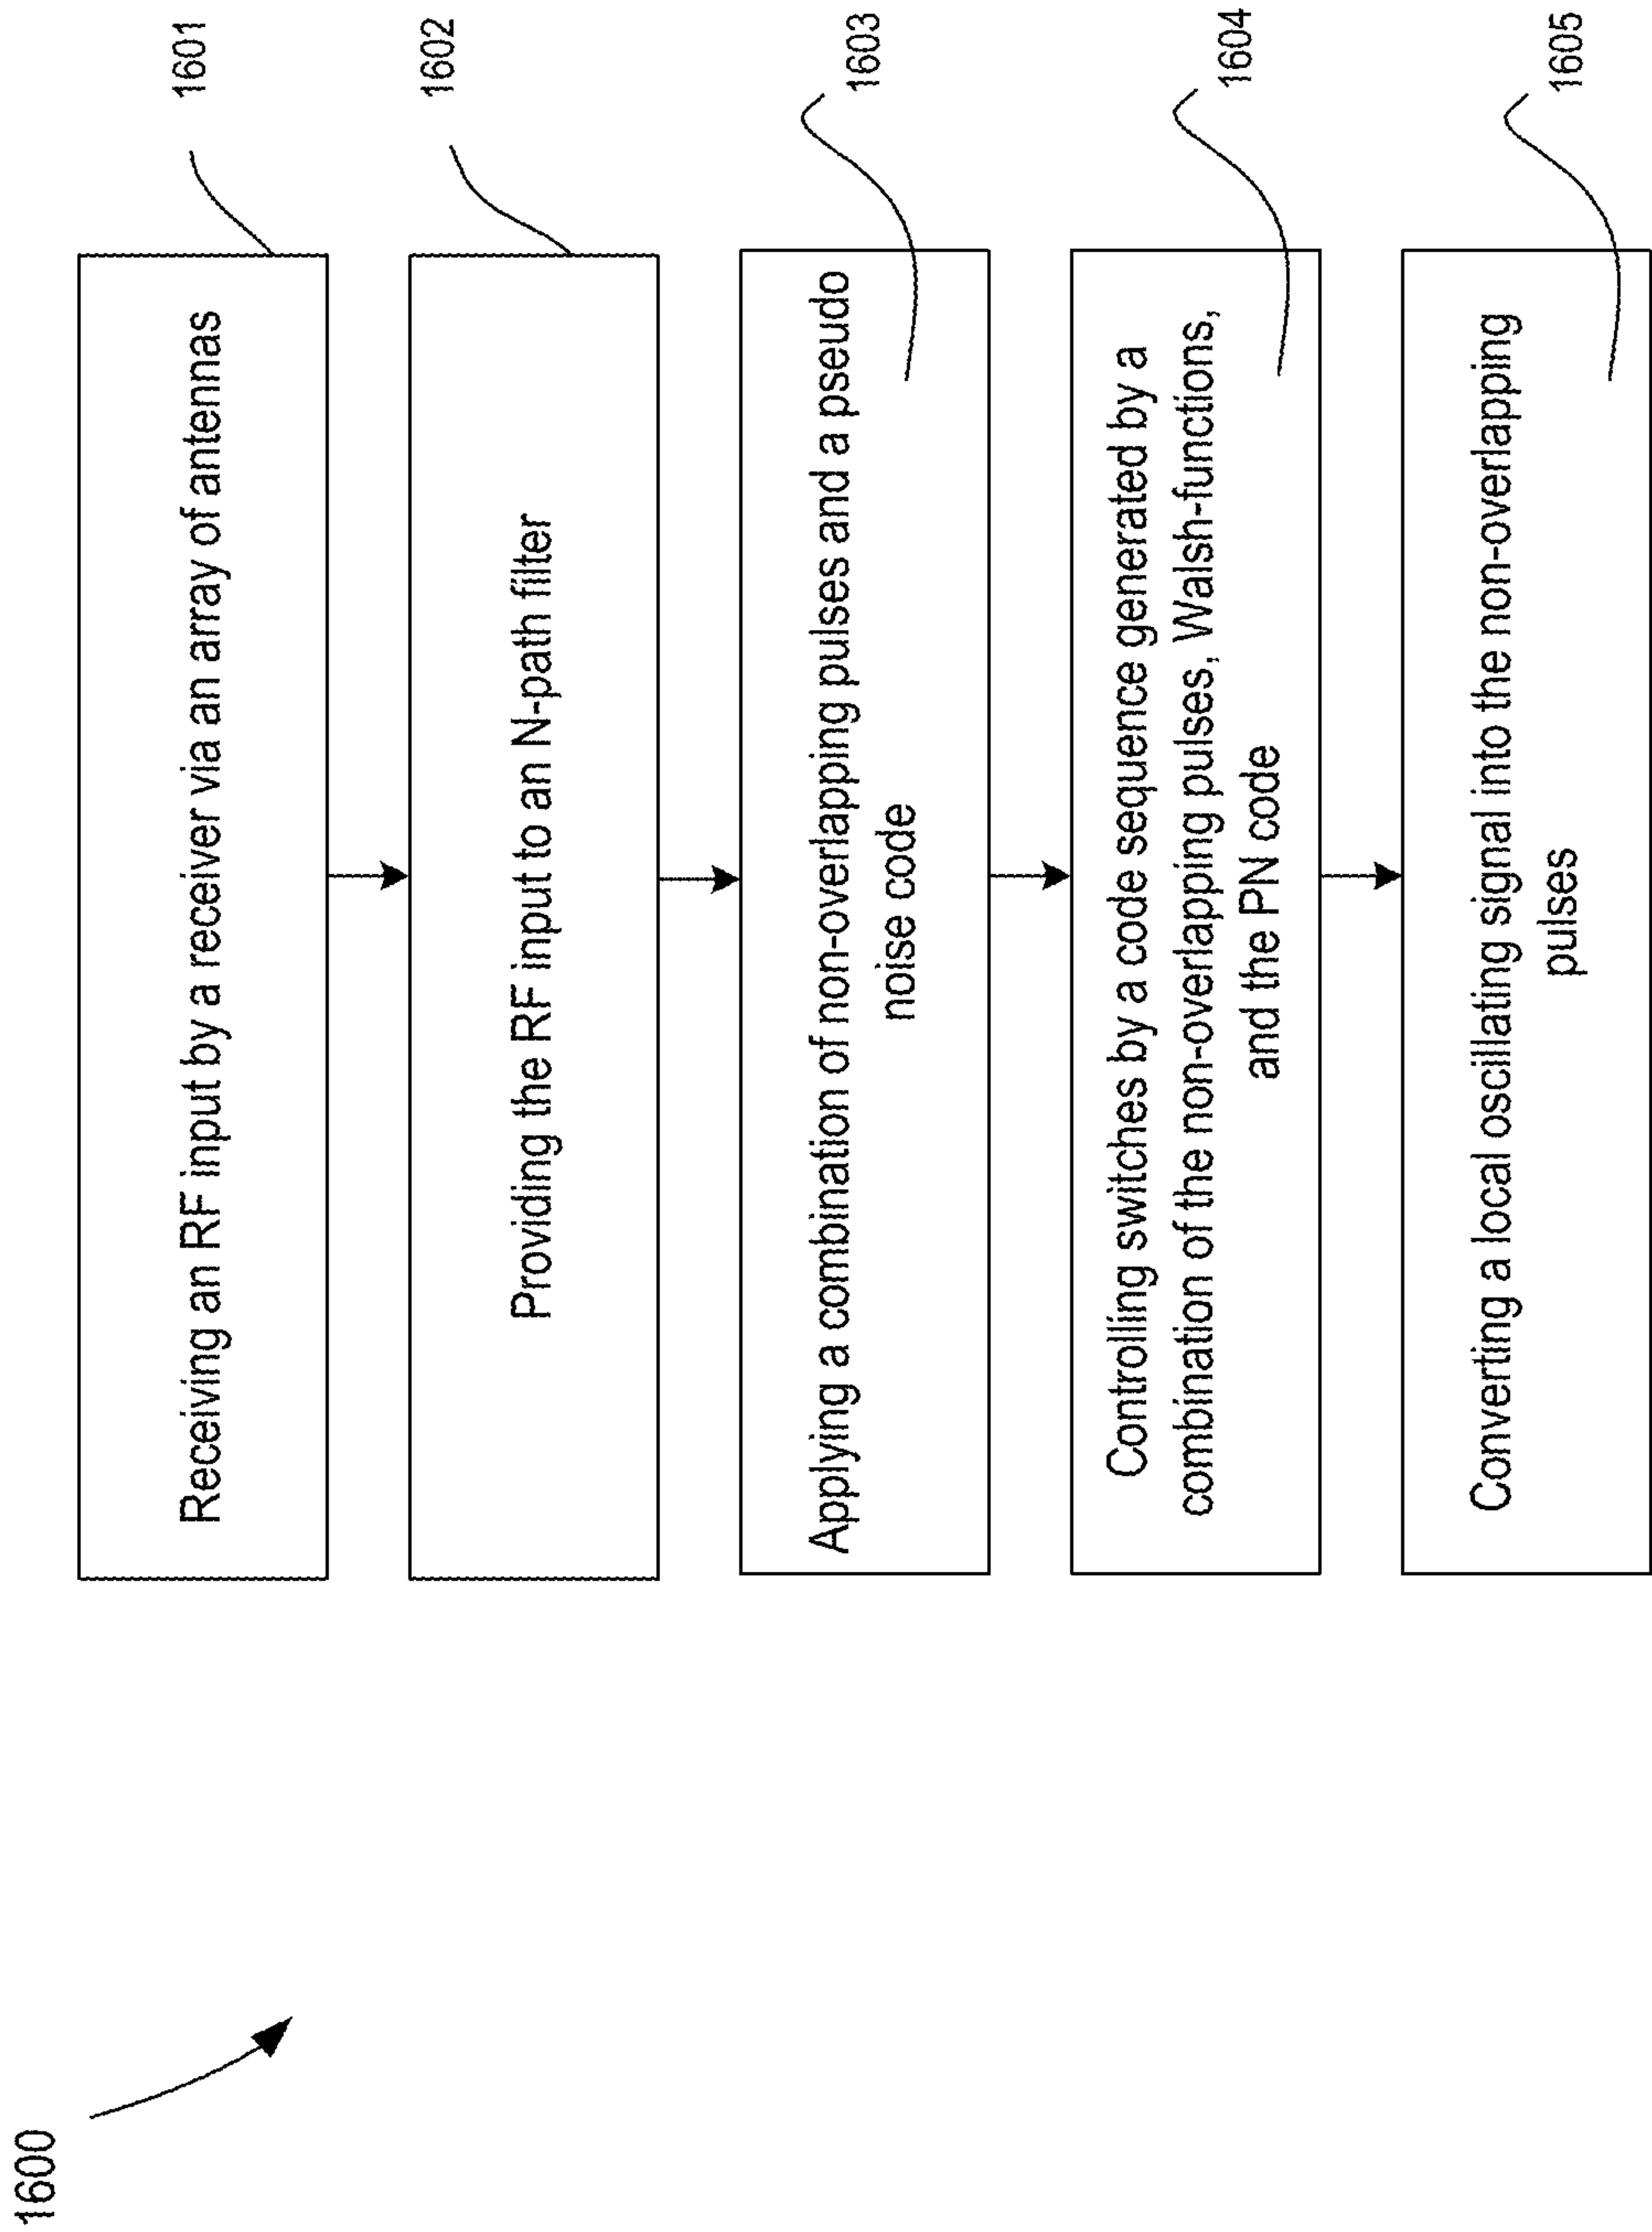 1600
Receiving an RF input by a receiver via an array of antennas
1601
Providing the RF input to an N-path filter
1602
Applying a combination of non-overlapping pulses and a pseudo
noise code
1603
Controlling switches by a code sequence generated by a
combination of the non-overlapping pulses, Walsh-functions,
and the PN code
1604
Converting a local oscillating signal into the non-overlapping
pulses
1605